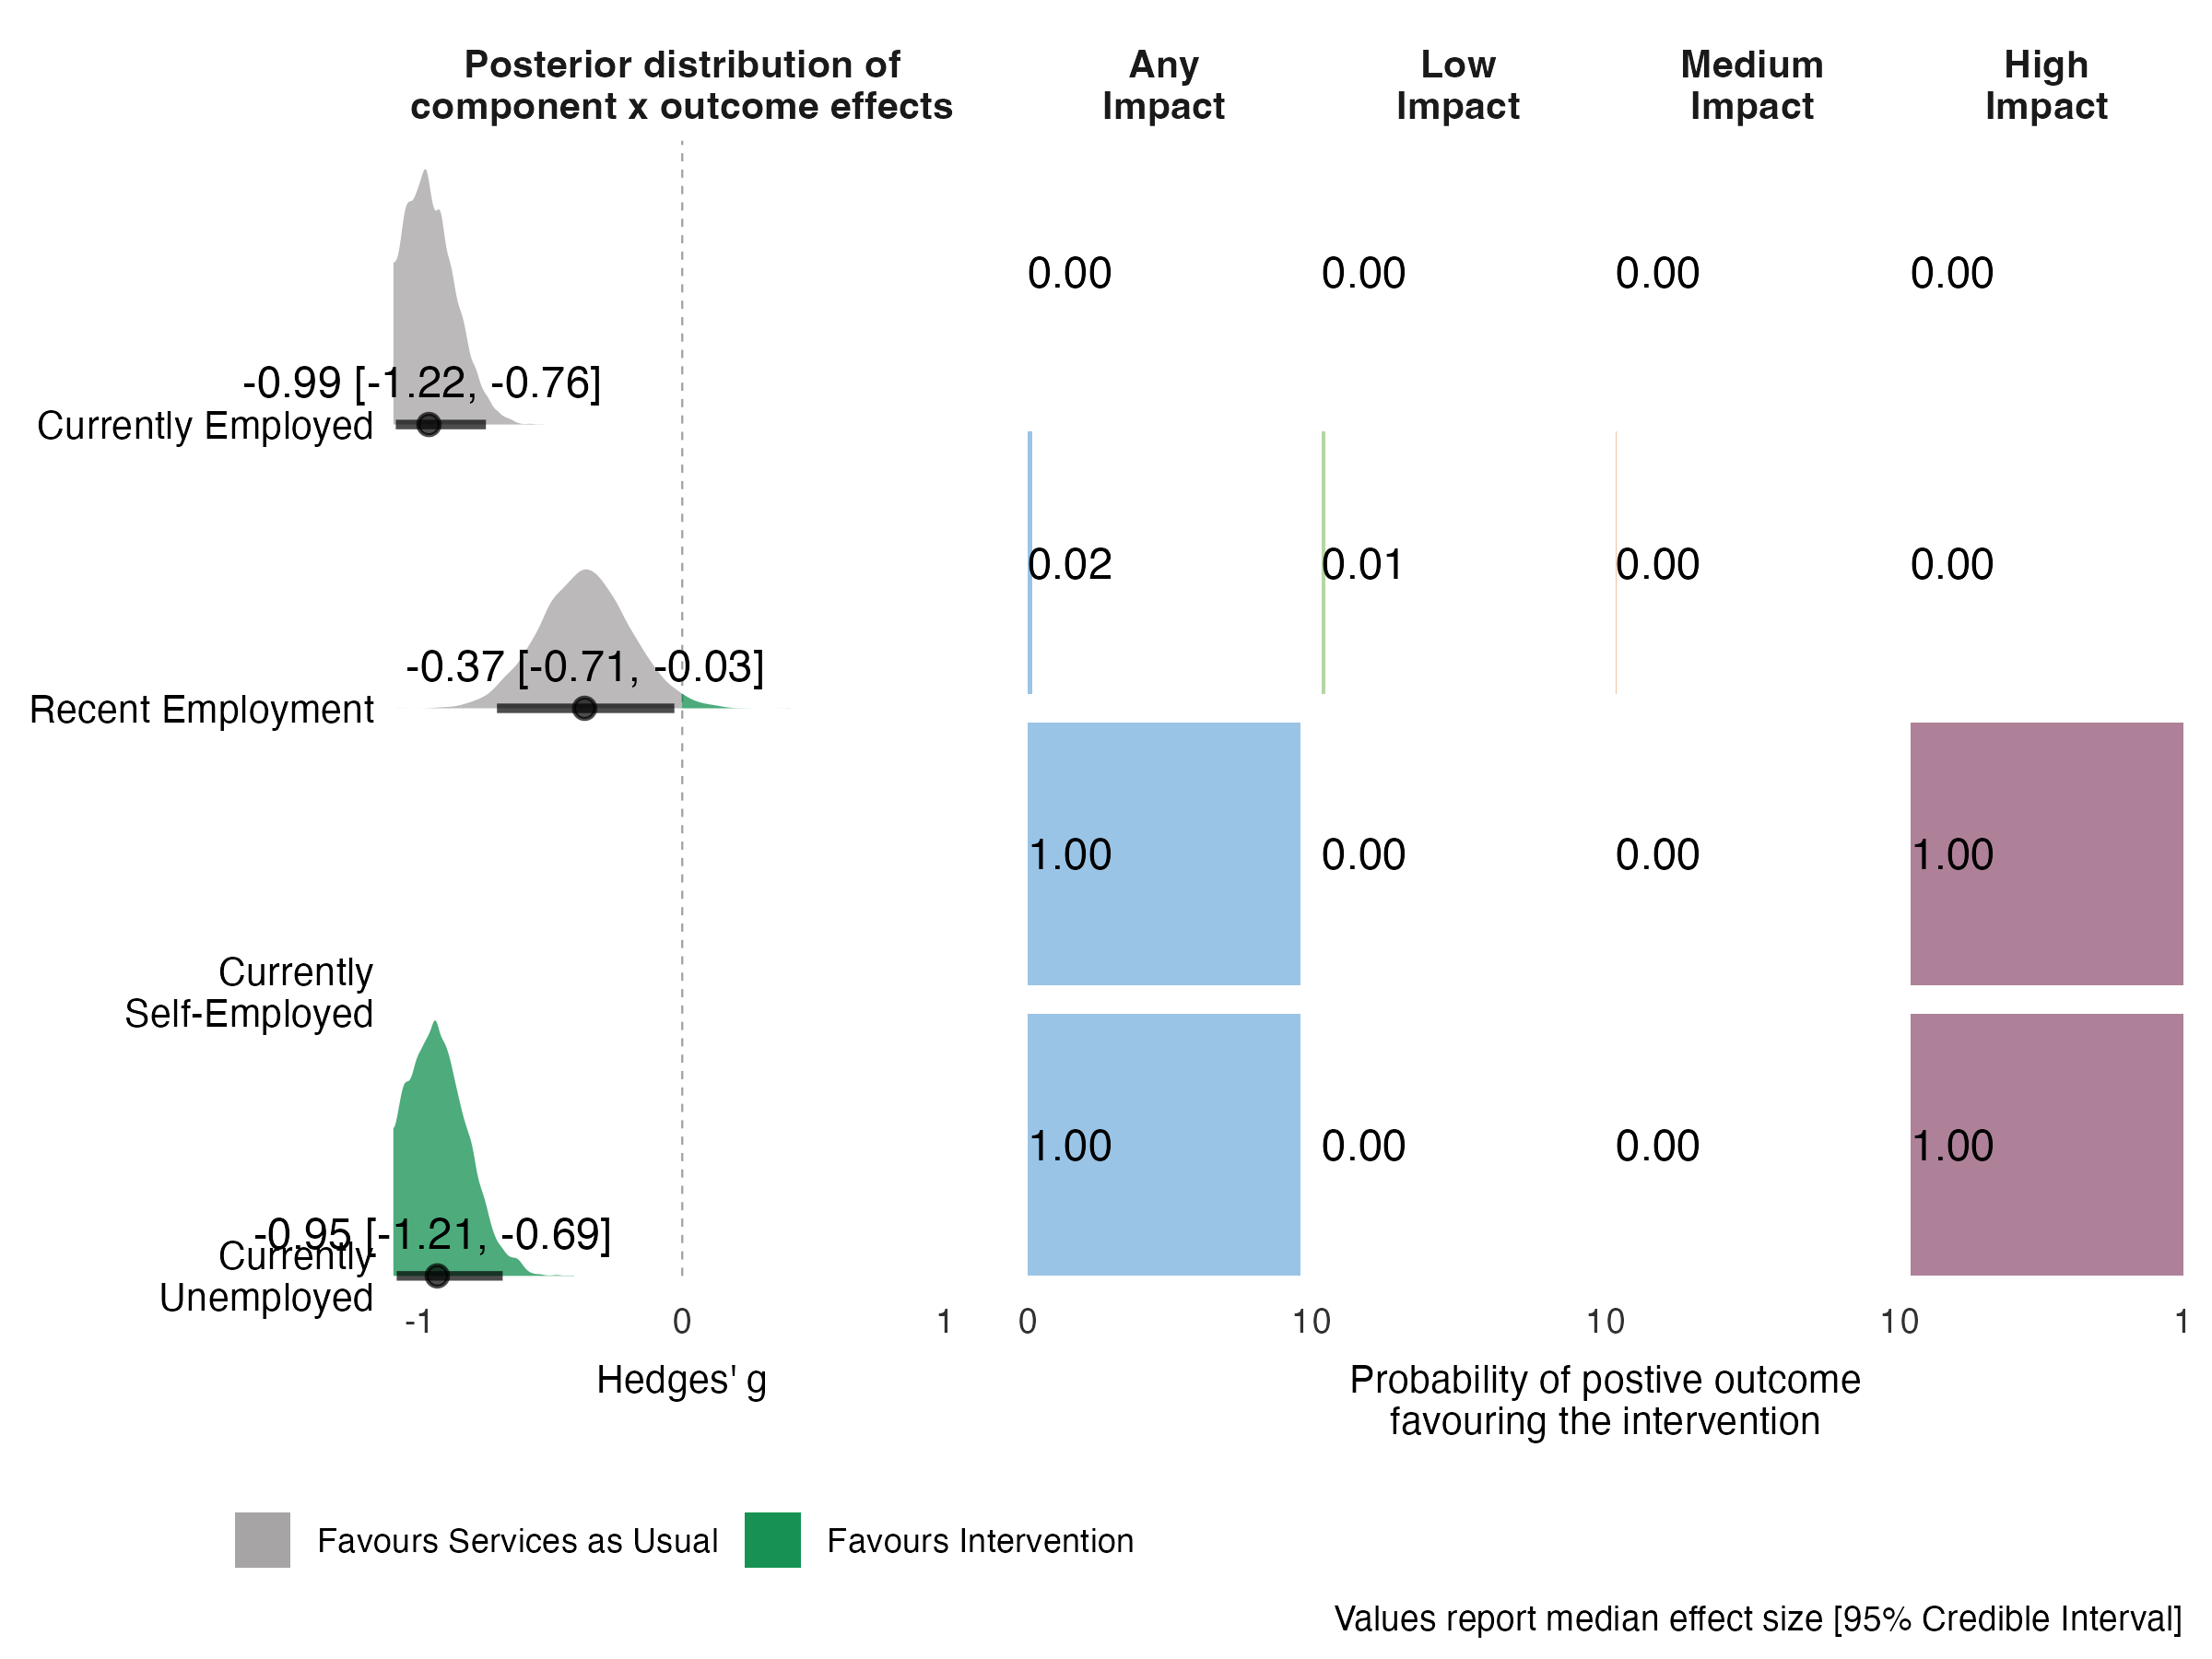 Posterior distribution of
component x outcome effects
Any
Impact
Low
Impact
Medium
Impact
High
Impact
-0.99 [-1.22, -0.76]
Currently Employed
0.00
0.00
0.00
0.00
-0.37 [-0.71, -0.03]
Recent Employment
0.02
0.01
0.00
0.00
Currently
Self-Employed
1.00
0.00
0.00
1.00
-0.95 [-1.21, -0.69]
Currently
Unemployed
1.00
0.00
0.00
1.00
-1 0 1
0 10 10 10 1
Hedges' g
Probability of postive outcome
favouring the intervention
Favours Services as Usual
Favours Intervention
Values report median effect size [95% Credible Interval]